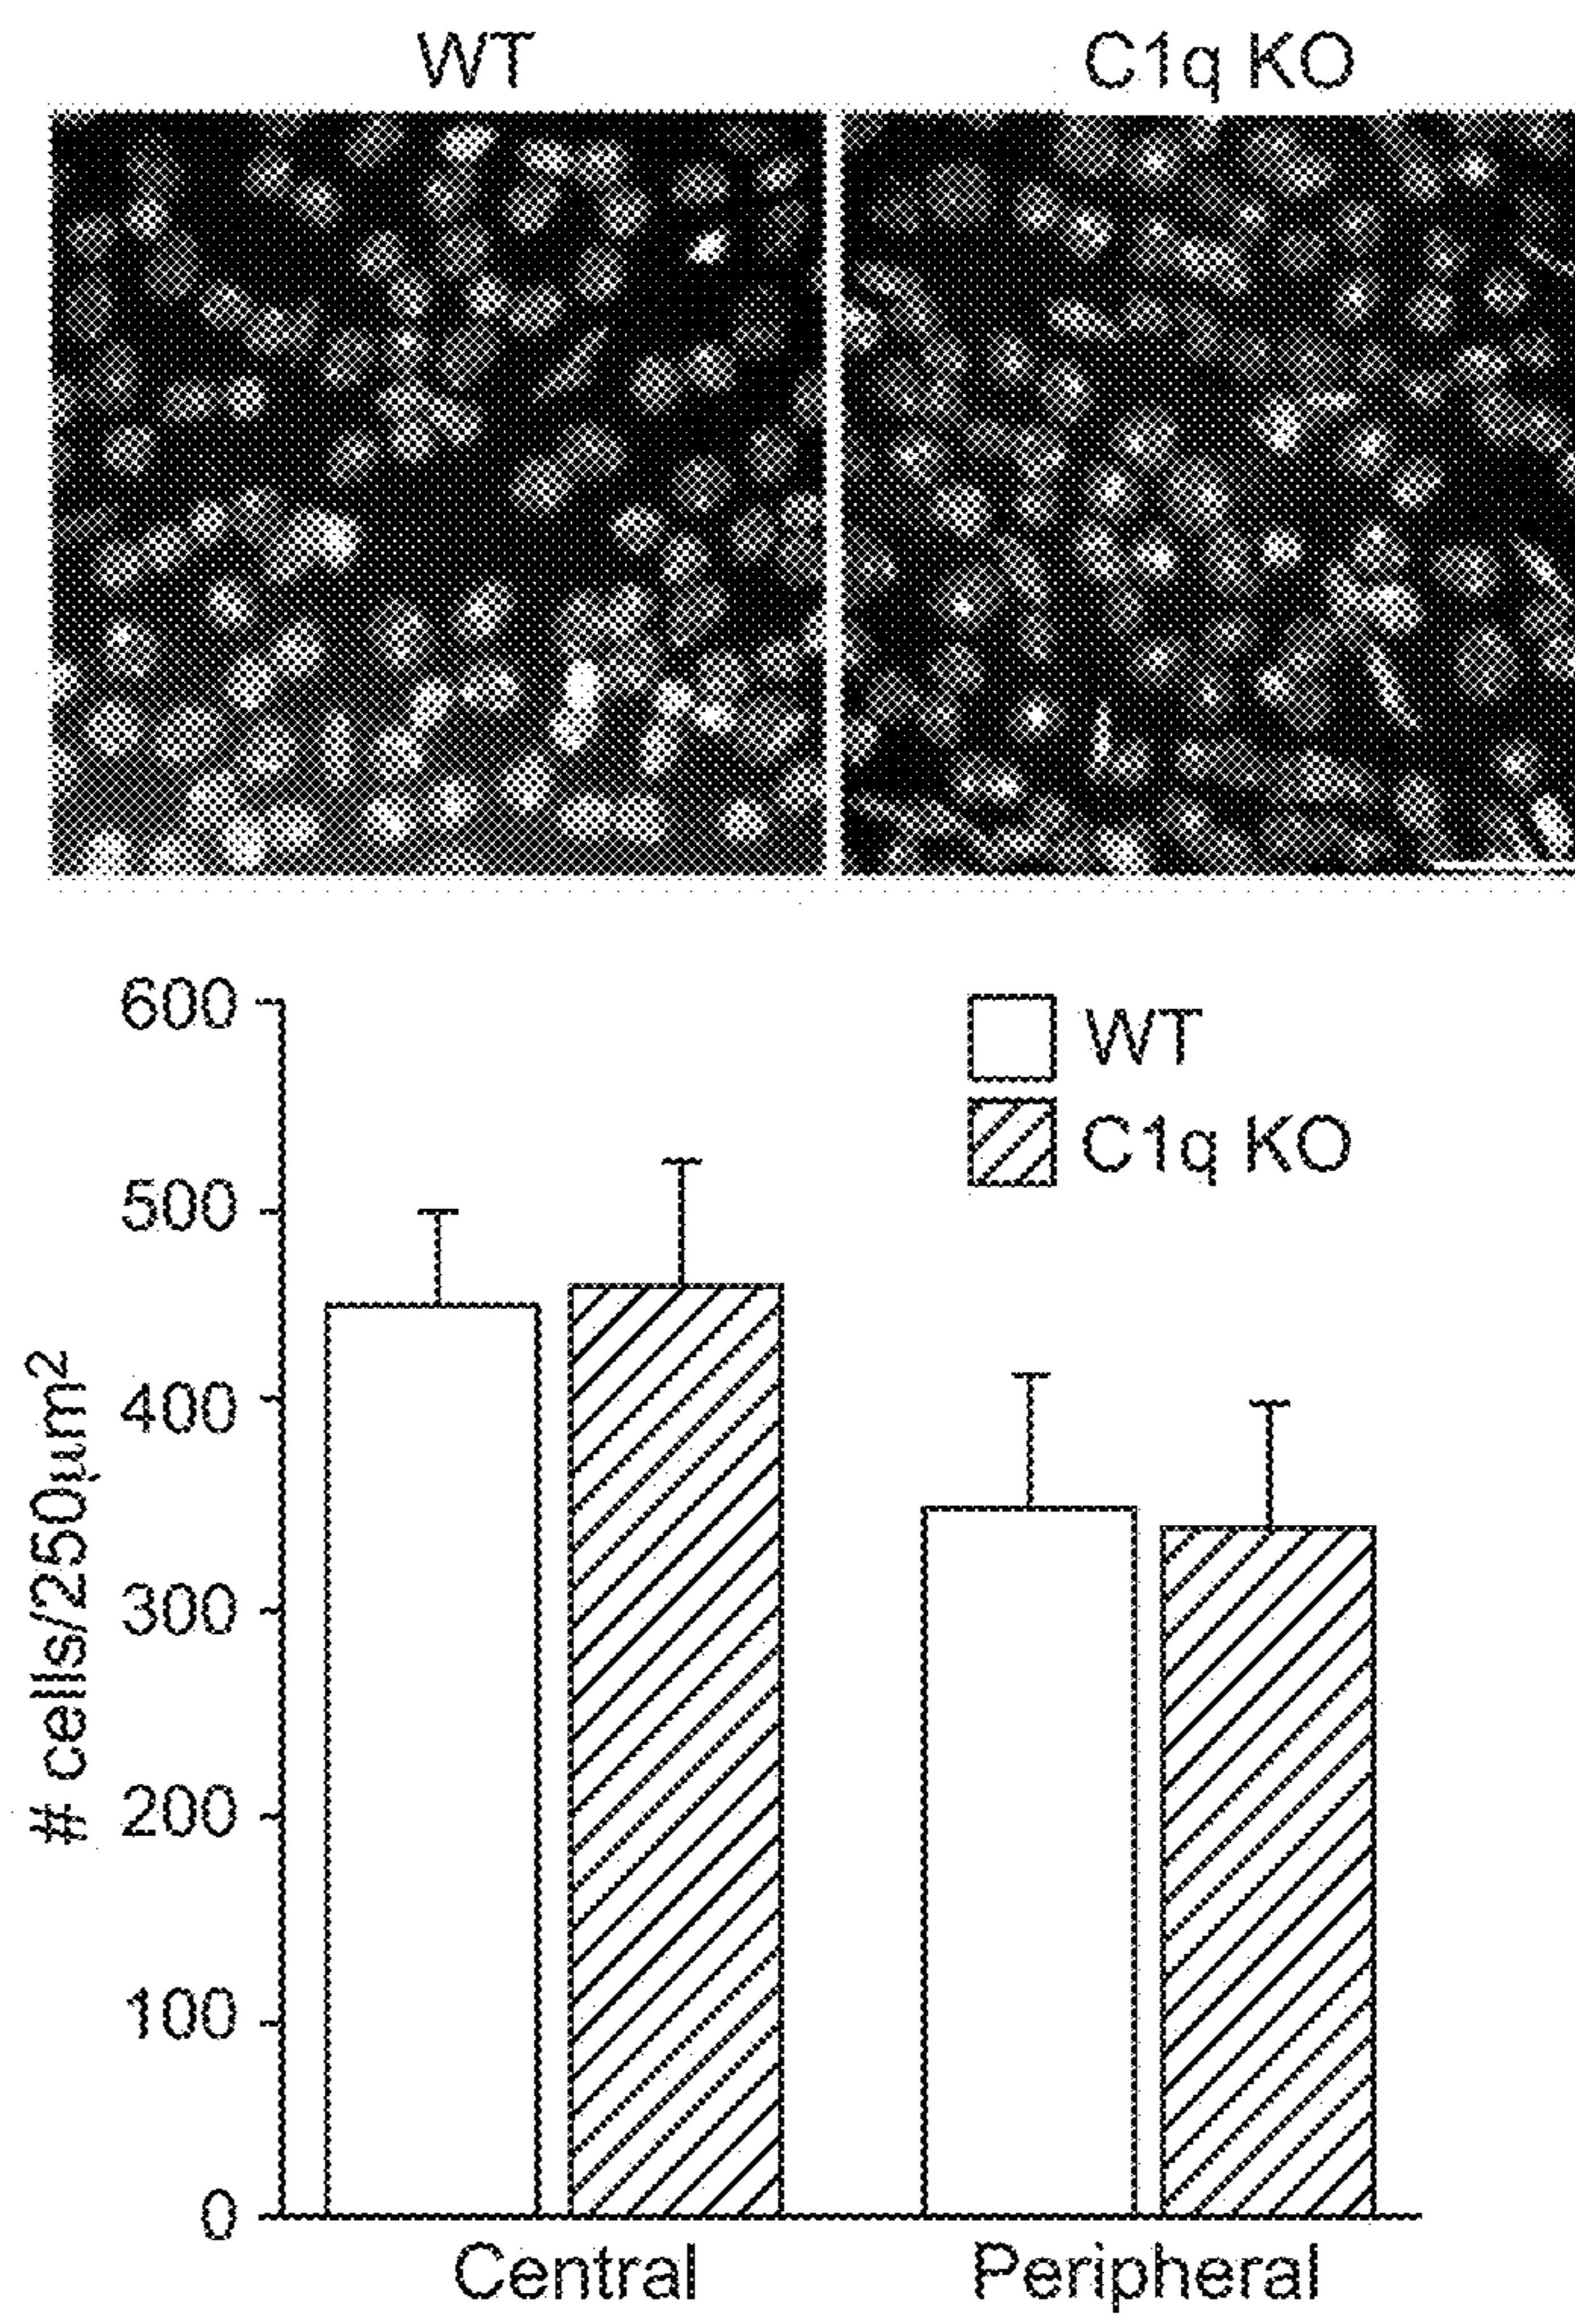 WT
C1q KO
600
500
400
300
200
100
0
# cells/250µm²
WT
C1q KO
Central
Peripheral